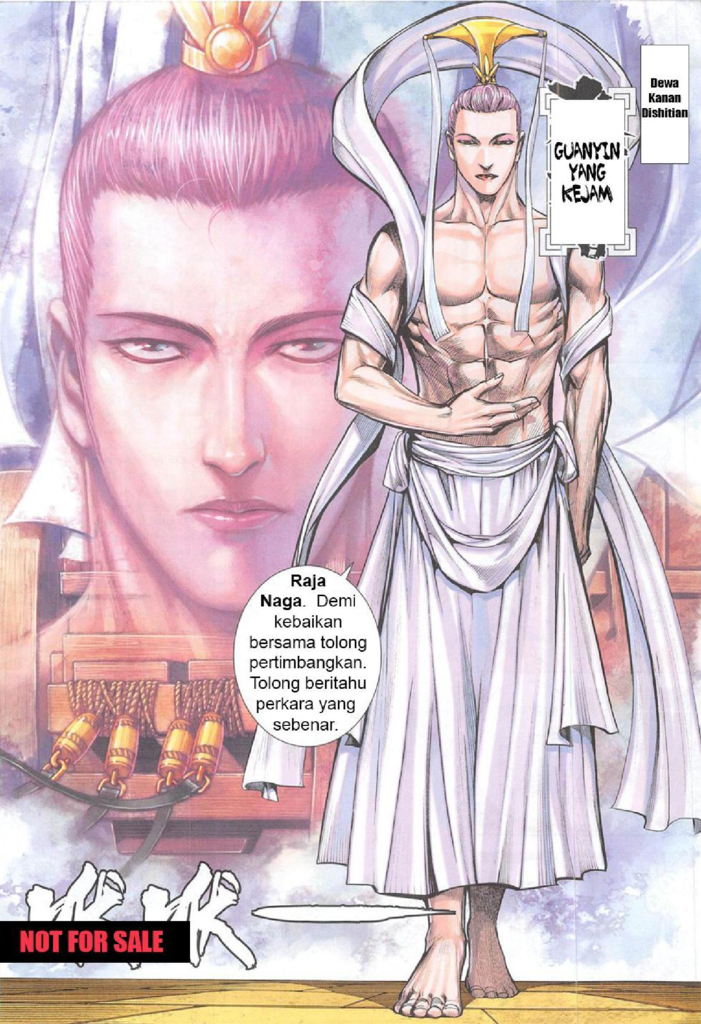 Dewa
Kanan
Dishitian
GUANYIN
YANG
KEJAM
Raja
Naga. Demi
kebaikan
bersama tolong
pertimbangkan.
Tolong beritahu
perkara yang
sebenar.
NOT FOR SALE